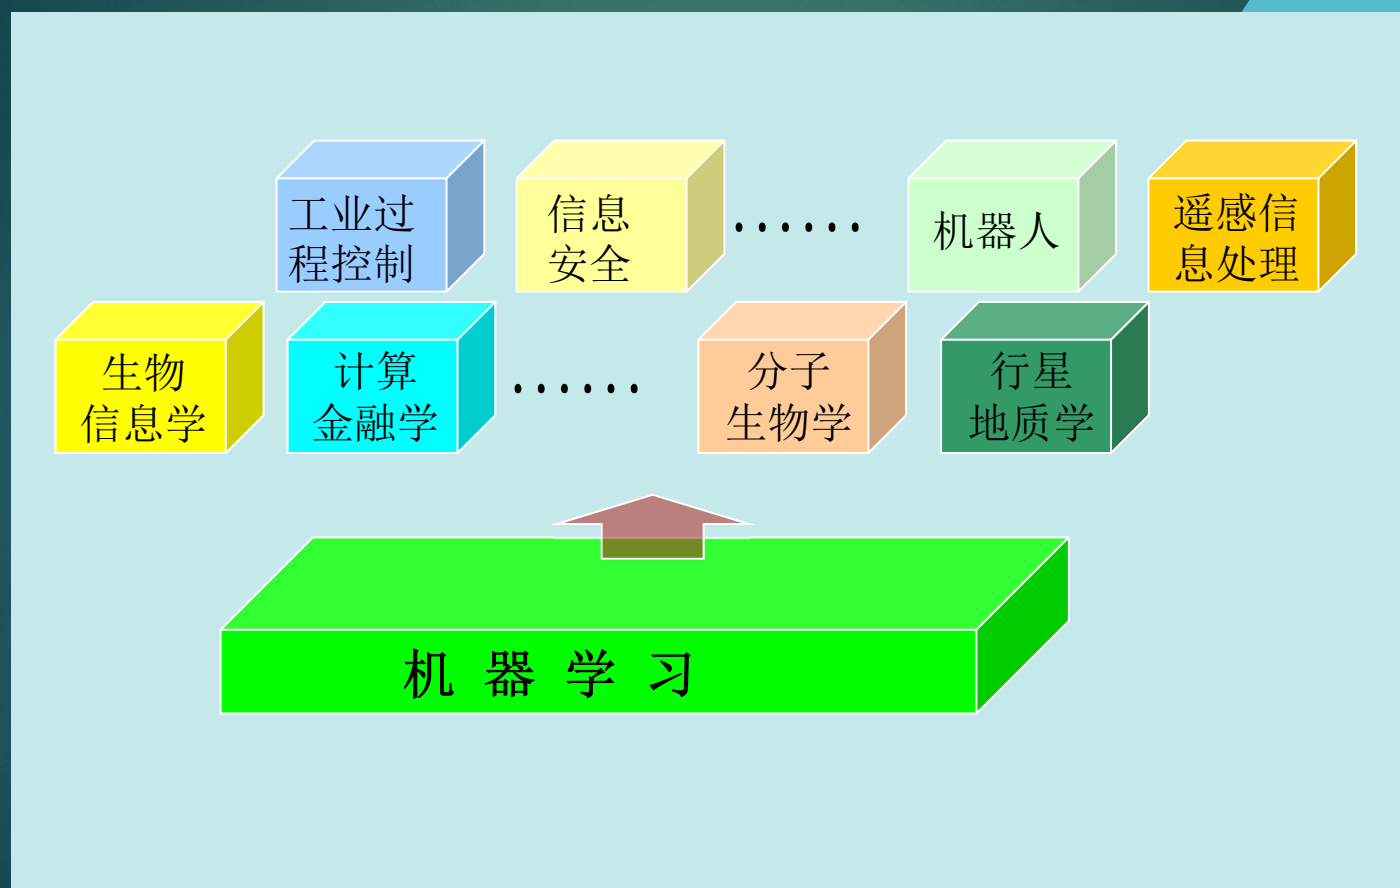 工业过
程控制
信息
安全
······
机器人
遥感信
息处理
生物
信息学
计算
金融学
······
分子
生物学
行星
地质学
机 器 学 习